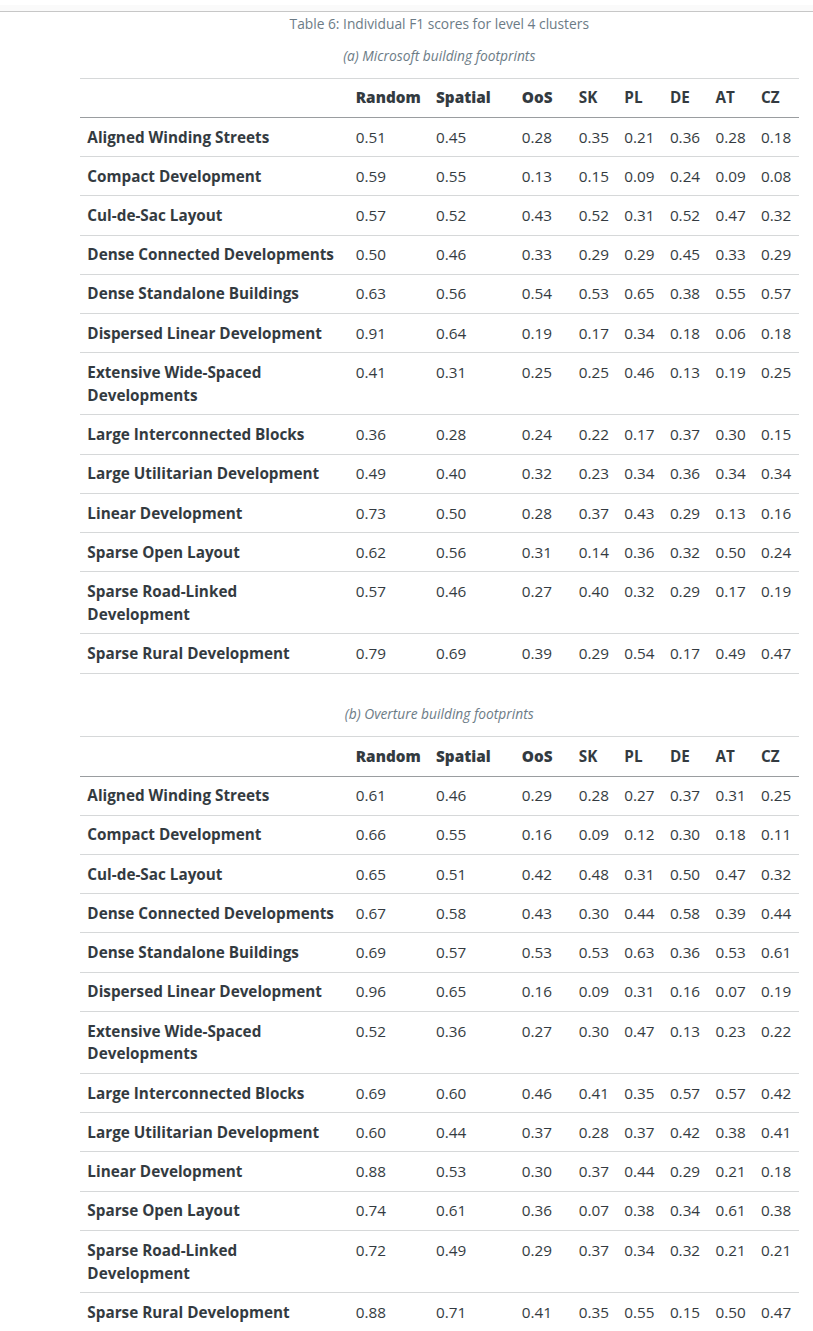 Table 6: Individual F1 scores for level 4 clusters
(a) Microsoft building footprints
Random Spatial OoS SK PL DE AT CZ
Aligned Winding Streets 0.51 0.45 0.28 0.35 0.21 0.36 0.28 0.18
Compact Development 0.59 0.55 0.13 0.15 0.09 0.24 0.09 0.08
Cul-de-Sac Layout 0.57 0.52 0.43 0.52 0.31 0.52 0.47 0.32
Dense Connected Developments 0.50 0.46 0.33 0.29 0.29 0.45 0.33 0.29
Dense Standalone Buildings 0.63 0.56 0.54 0.53 0.65 0.38 0.55 0.57
Dispersed Linear Development 0.91 0.64 0.19 0.17 0.34 0.18 0.06 0.18
Extensive Wide-Spaced 0.41 0.31 0.25 0.25 0.46 0.13 0.19 0.25
Developments
Large Interconnected Blocks 0.36 0.28 0.24 0.22 0.17 0.37 0.30 0.15
Large Utilitarian Development 0.49 0.40 0.32 0.23 0.34 0.36 0.34 0.34
Linear Development 0.73 0.50 0.28 0.37 0.43 0.29 0.13 0.16
Sparse Open Layout 0.62 0.56 0.31 0.14 0.36 0.32 0.50 0.24
Sparse Road-Linked 0.57 0.46 0.27 0.40 0.32 0.29 0.17 0.19
Development
Sparse Rural Development 0.79 0.69 0.39 0.29 0.54 0.17 0.49 0.47
(b) Overture building footprints
Random Spatial OoS SK PL DE AT CZ
Aligned Winding Streets 0.61 0.46 0.29 0.28 0.27 0.37 0.31 0.25
Compact Development 0.66 0.55 0.16 0.09 0.12 0.30 0.18 0.11
Cul-de-Sac Layout 0.65 0.51 0.42 0.48 0.31 0.50 0.47 0.32
Dense Connected Developments 0.67 0.58 0.43 0.30 0.44 0.58 0.39 0.44
Dense Standalone Buildings 0.69 0.57 0.53 0.53 0.63 0.36 0.53 0.61
Dispersed Linear Development 0.96 0.65 0.16 0.09 0.31 0.16 0.07 0.19
Extensive Wide-Spaced 0.52 0.36 0.27 0.30 0.47 0.13 0.23 0.22
Developments
Large Interconnected Blocks 0.69 0.60 0.46 0.41 0.35 0.57 0.57 0.42
Large Utilitarian Development 0.60 0.44 0.37 0.28 0.37 0.42 0.38 0.41
Linear Development 0.88 0.53 0.30 0.37 0.44 0.29 0.21 0.18
Sparse Open Layout 0.74 0.61 0.36 0.07 0.38 0.34 0.61 0.38
Sparse Road-Linked 0.72 0.49 0.29 0.37 0.34 0.32 0.21 0.21
Development
Sparse Rural Development 0.88 0.71 0.41 0.35 0.55 0.15 0.50 0.47